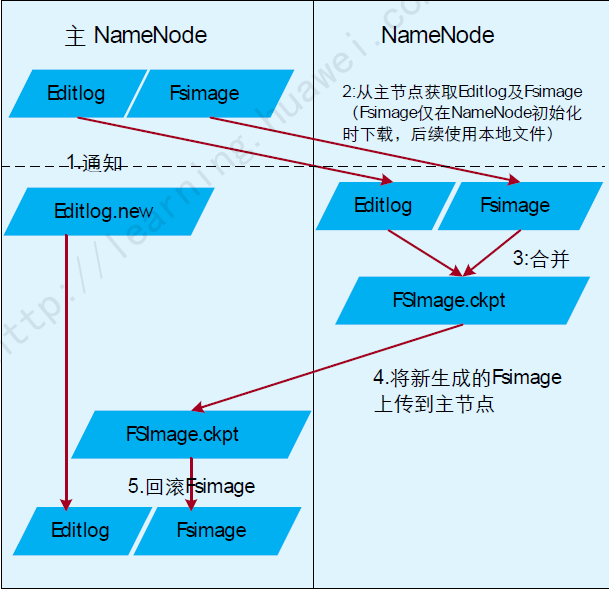 主 NameNode
NameNode
Editlog
Fsimage
2:从主节点获取Editlog及Fsimage
（Fsimage仅在NameNode初始化
时下载，后续使用本地文件）
1.通知
Editlog.new
Editlog
Fsimage
3:合并
FSImage.ckpt
4.将新生成的Fsimage
上传到主节点
FSImage.ckpt
5.回滚Fsimage
Editlog
Fsimage
http://learning.huawei.co